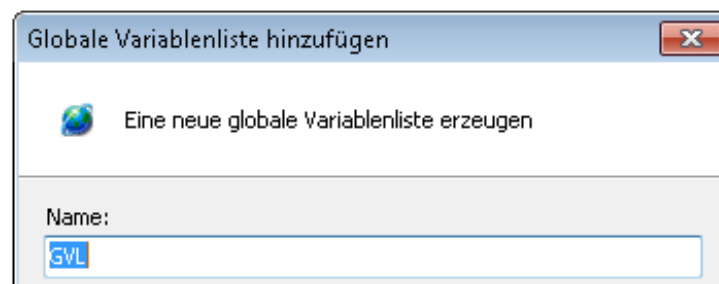 Globale Variablenliste hinzufügen
Eine neue globale Variablenliste erzeugen
Name:
GVL